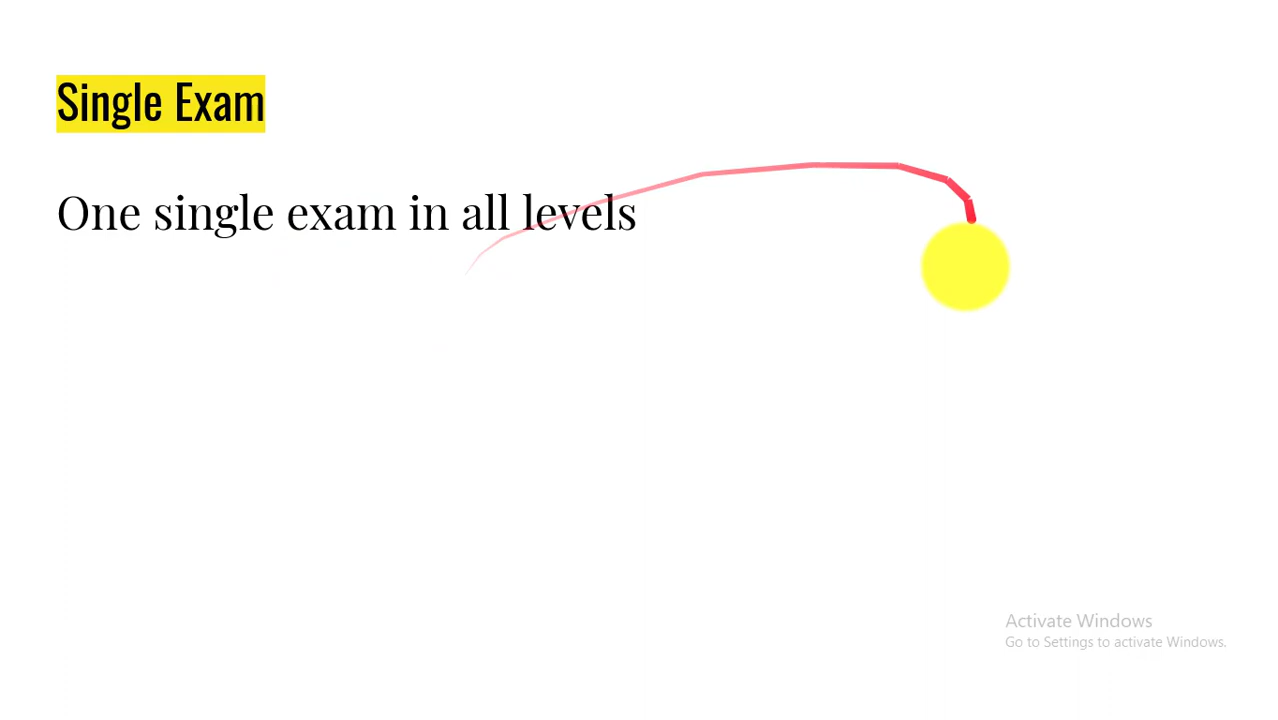 Single Exam
One single exam in all levels
Activate Windows
Go to Settings to activate Windows.